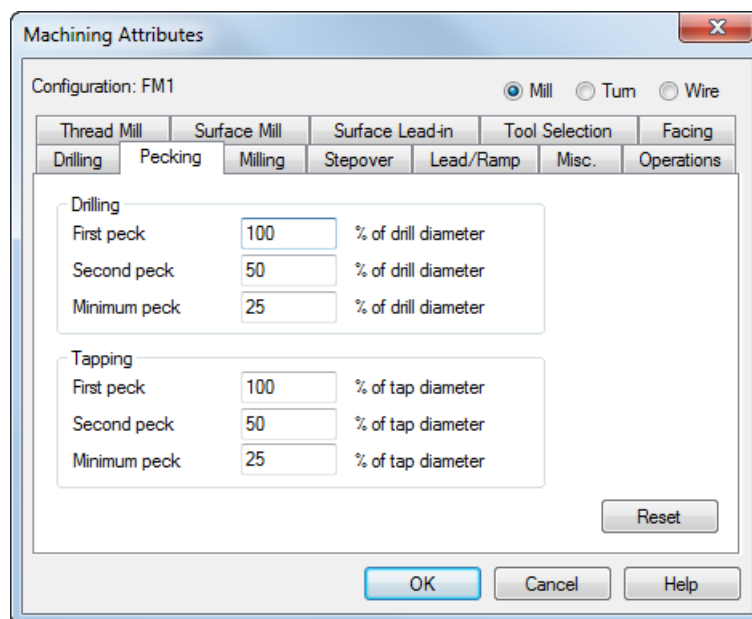 Machining Attributes
Configuration: FM1 Mill Turn Wire
Thread Mill Surface Mill Surface Lead-in Tool Selection Facing
Drilling Pecking Milling Stepover Lead/Ramp Misc. Operations
Drilling
First peck 100 % of drill diameter
Second peck 50 % of drill diameter
Minimum peck 25 % of drill diameter
Tapping
First peck 100 % of tap diameter
Second peck 50 % of tap diameter
Minimum peck 25 % of tap diameter
Reset
OK Cancel Help